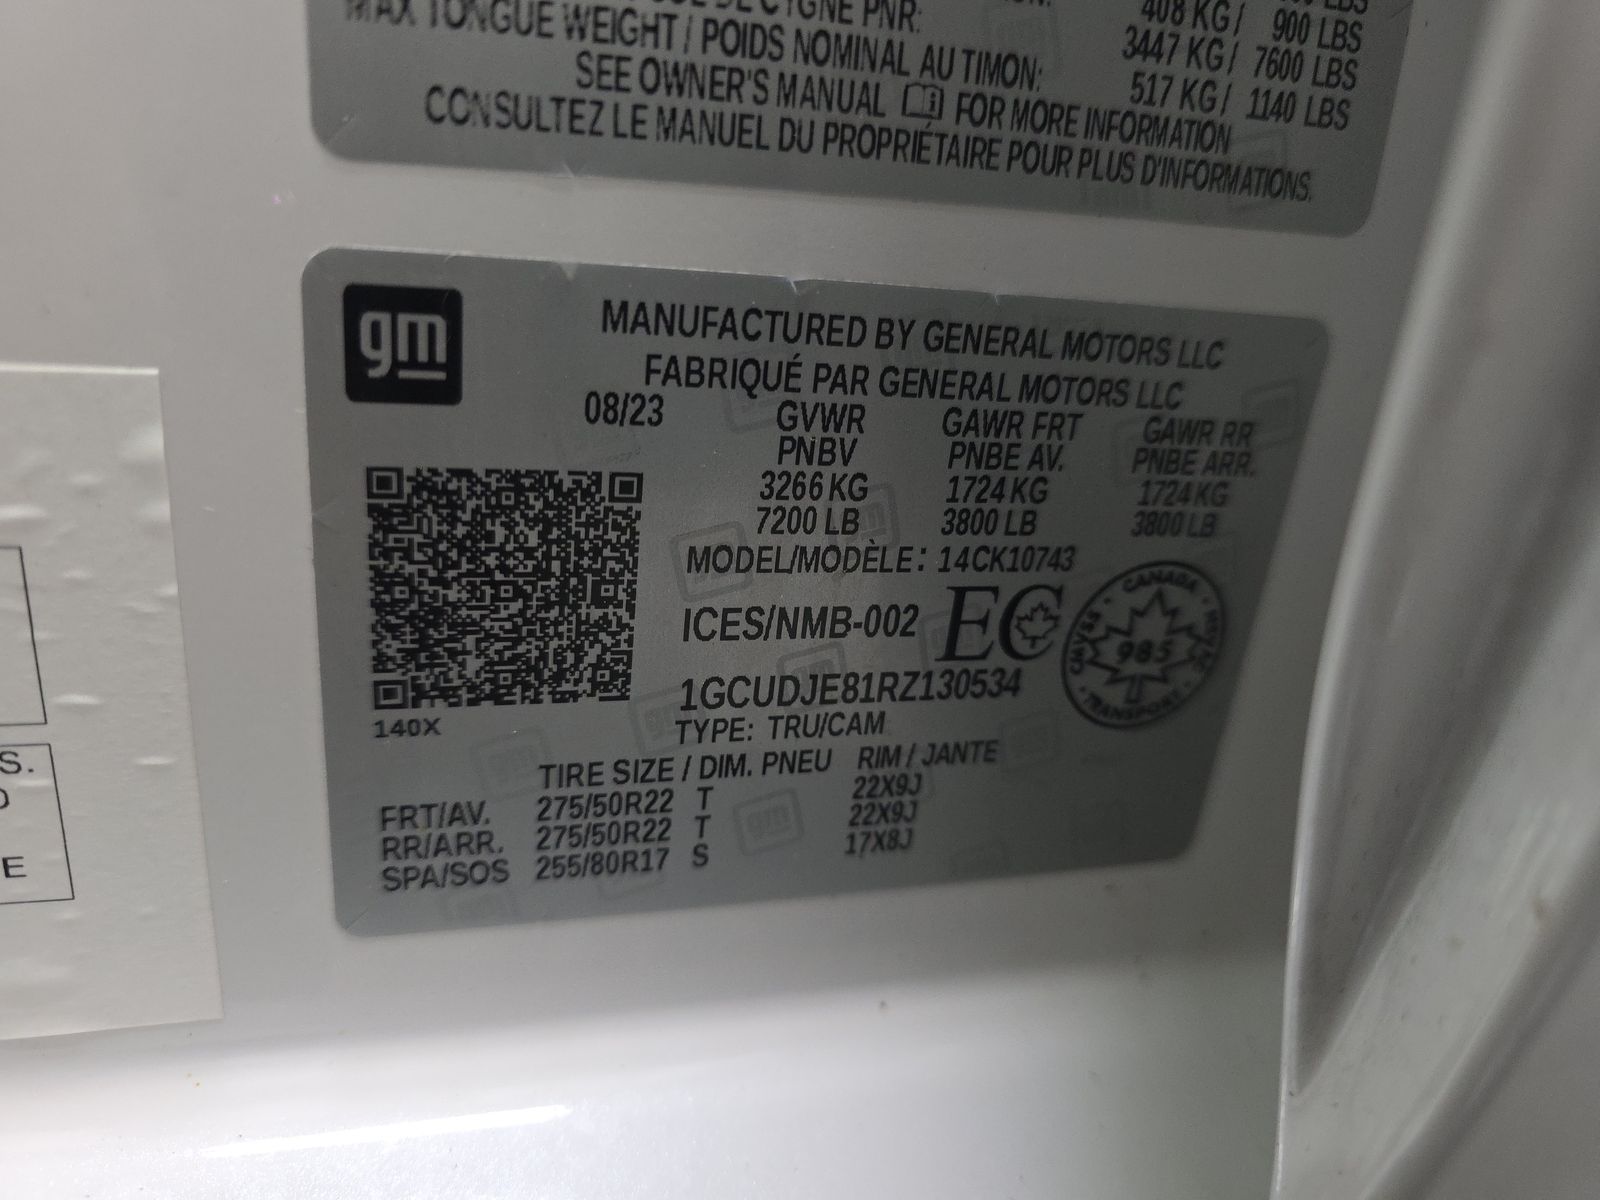 DE CYGNE PNR: 408 KG/ 900 LBS
3447 KG/ 7600 LBS
MAX TONGUE WEIGHT / POIDS NOMINAL AU TIMON: 517 KG/ 1140 LBS
SEE OWNER'S MANUAL FOR MORE INFORMATION
CONSULTEZ LE MANUEL DU PROPRIÉTAIRE POUR PLUS D'INFORMATIONS.
gm
MANUFACTURED BY GENERAL MOTORS LLC
FABRIQUÉ PAR GENERAL MOTORS LLC
08/23 GVWR GAWR FRT GAWR RR
PNBV PNBE AV. PNBE ARR.
3266 KG 1724 KG 1724 KG
7200 LB 3800 LB 3800 LB
MODEL/MODÈLE: 14CK10743
ICES/NMB-002 EC
CANADA
CMVSS NSVAC
985
TRANSPORT
1GCUDJE81RZ130534
140X
TYPE: TRU/CAM
TIRE SIZE / DIM. PNEU RIM / JANTE
FRT/AV. 275/50R22 T 22X9J
RR/ARR. 275/50R22 T 22X9J
SPA/SOS 255/80R17 S 17X8J
S.
E